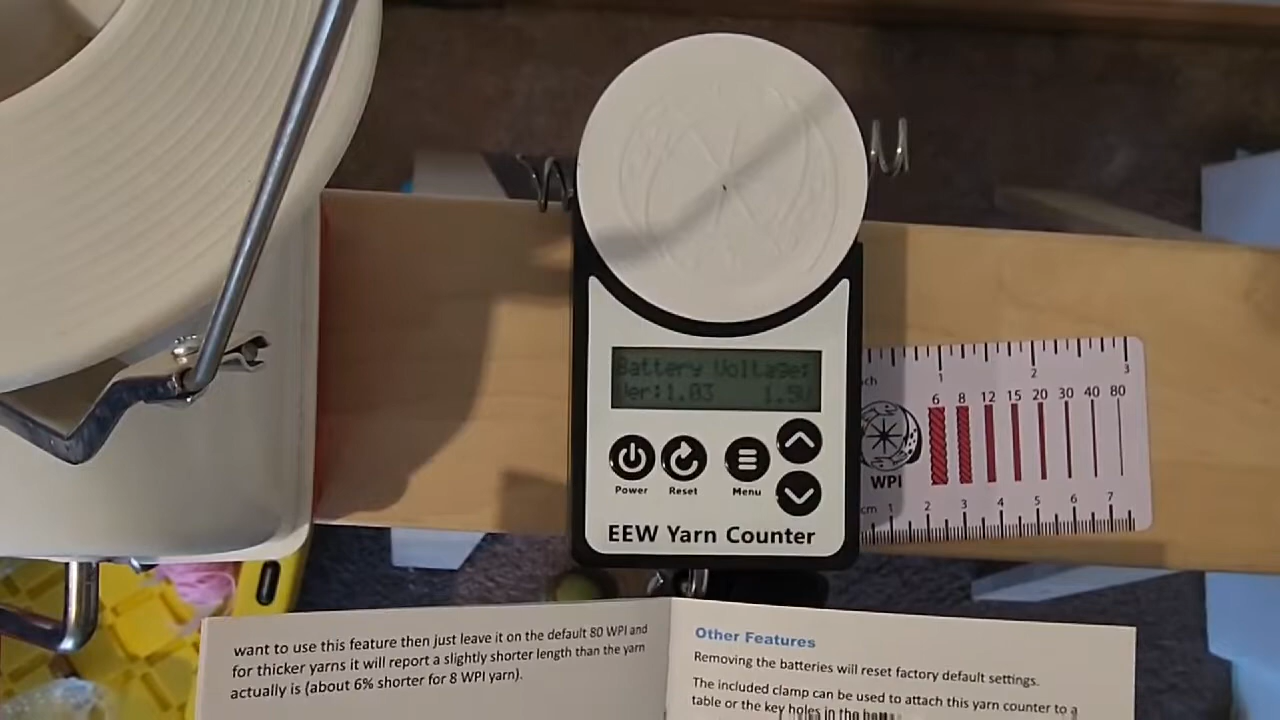 Battery Voltage:
Ver:1.03 1.5V
Power Reset Menu
EEW Yarn Counter
1 2 3
6 8 12 15 20 30 40 80
WPI
cm 1 2 3 4 5 6 7
want to use this feature then just leave it on the default 80 WPI and
for thicker yarns it will report a slightly shorter length than the yarn
actually is (about 6% shorter for 8 WPI yarn).
Other Features
Removing the batteries will reset factory default settings.
The included clamp can be used to attach this yarn counter to a
table or the key holes in the